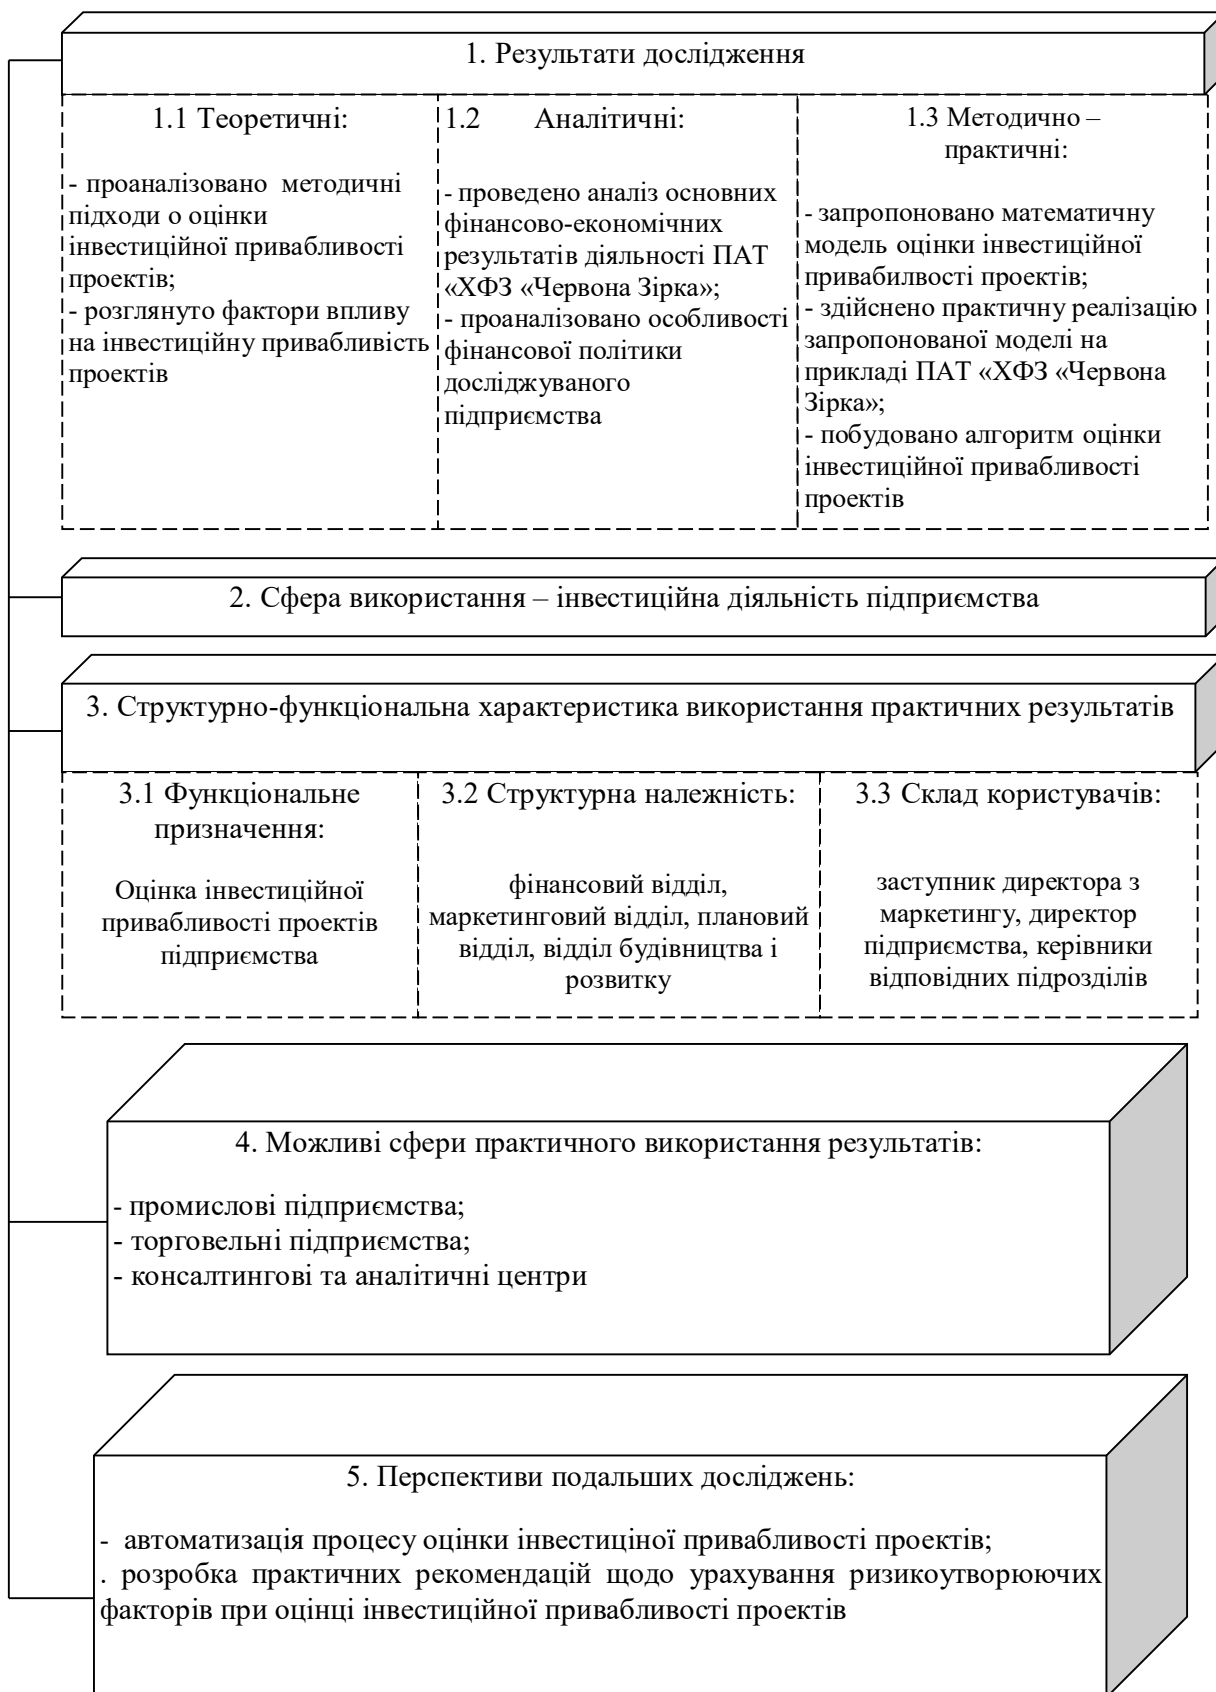 1. Результати дослідження
1.1 Теоретичні:
- проаналізовано методичні
підходи о оцінки
інвестиційної привабливості
проектів;
- розглянуто фактори впливу
на інвестиційну привабливість
проектів
1.2 Аналітичні:
- проведено аналіз основних
фінансово-економічних
результатів діяльності ПАТ
«ХФЗ «Червона Зірка»;
- проаналізовано особливості
фінансової політики
досліджуваного
підприємства
1.3 Методично –
практичні:
- запропоновано математичну
модель оцінки інвестиційної
привабилвості проектів;
- здійснено практичну реалізацію
запропонованої моделі на
прикладі ПАТ «ХФЗ «Червона
Зірка»;
- побудовано алгоритм оцінки
інвестиційної привабливості
проектів
2. Сфера використання – інвестиційна діяльність підприємства
3. Структурно-функціональна характеристика використання практичних результатів
3.1 Функціональне
призначення:
Оцінка інвестиційної
привабливості проектів
підприємства
3.2 Структурна належність:
фінансовий відділ,
маркетинговий відділ, плановий
відділ, відділ будівництва і
розвитку
3.3 Склад користувачів:
заступник директора з
маркетингу, директор
підприємства, керівники
відповідних підрозділів
4. Можливі сфери практичного використання результатів:
- промислові підприємства;
- торговельні підприємства;
- консалтингові та аналітичні центри
5. Перспективи подальших досліджень:
- автоматизація процесу оцінки інвестиціної привабливості проектів;
. розробка практичних рекомендацій щодо урахування ризикоутворюючих
факторів при оцінці інвестиційної привабливості проектів